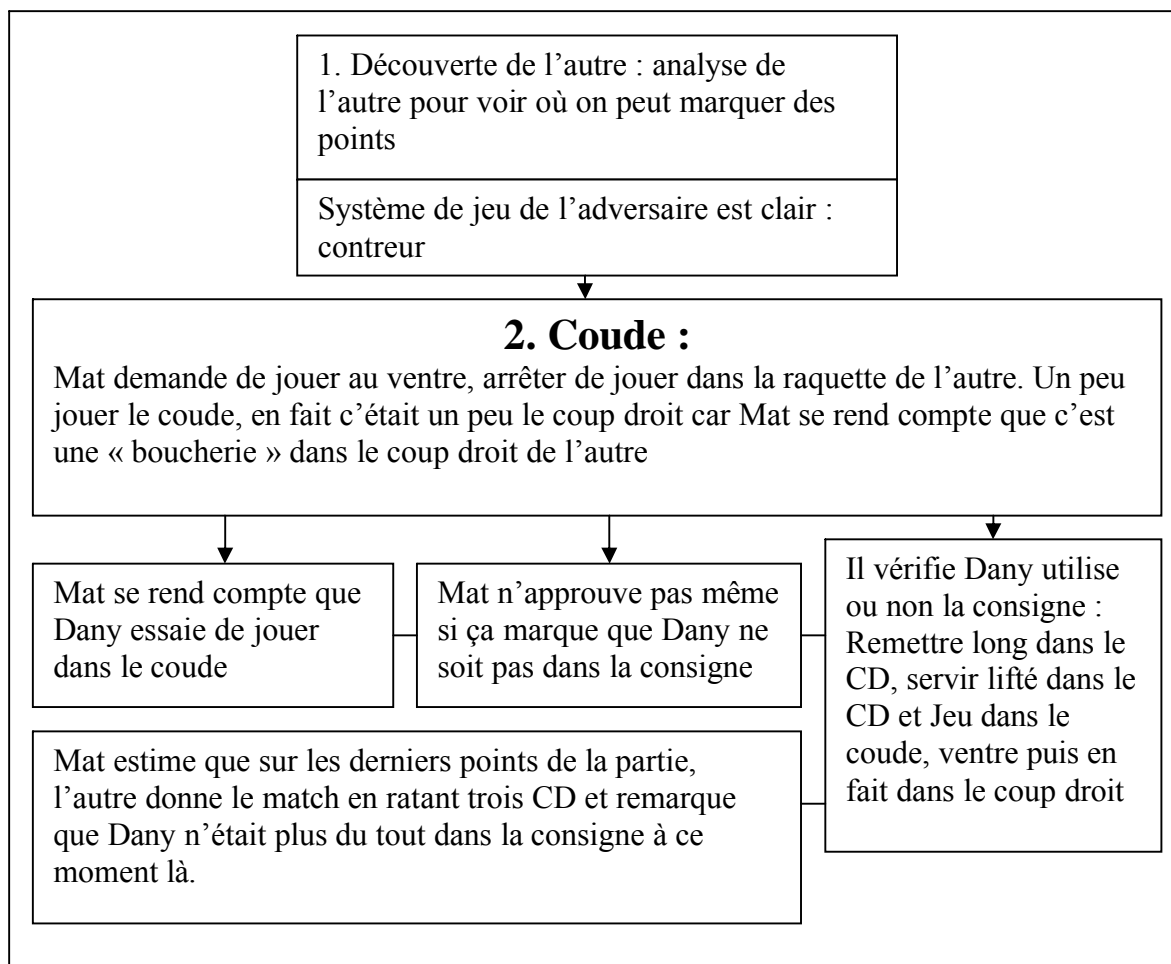 1. Découverte de l’autre : analyse de
l’autre pour voir où on peut marquer des
points
Système de jeu de l’adversaire est clair :
contreur
2. Coude :
Mat demande de jouer au ventre, arrêter de jouer dans la raquette de l’autre. Un peu
jouer le coude, en fait c’était un peu le coup droit car Mat se rend compte que c’est
une « boucherie » dans le coup droit de l’autre
Mat se rend compte que
Dany essaie de jouer
dans le coude
Mat n’approuve pas même
si ça marque que Dany ne
soit pas dans la consigne
Il vérifie Dany utilise
ou non la consigne :
Remettre long dans le
CD, servir lifté dans le
CD et Jeu dans le
coude, ventre puis en
fait dans le coup droit
Mat estime que sur les derniers points de la partie,
l’autre donne le match en ratant trois CD et remarque
que Dany n’était plus du tout dans la consigne à ce
moment là.